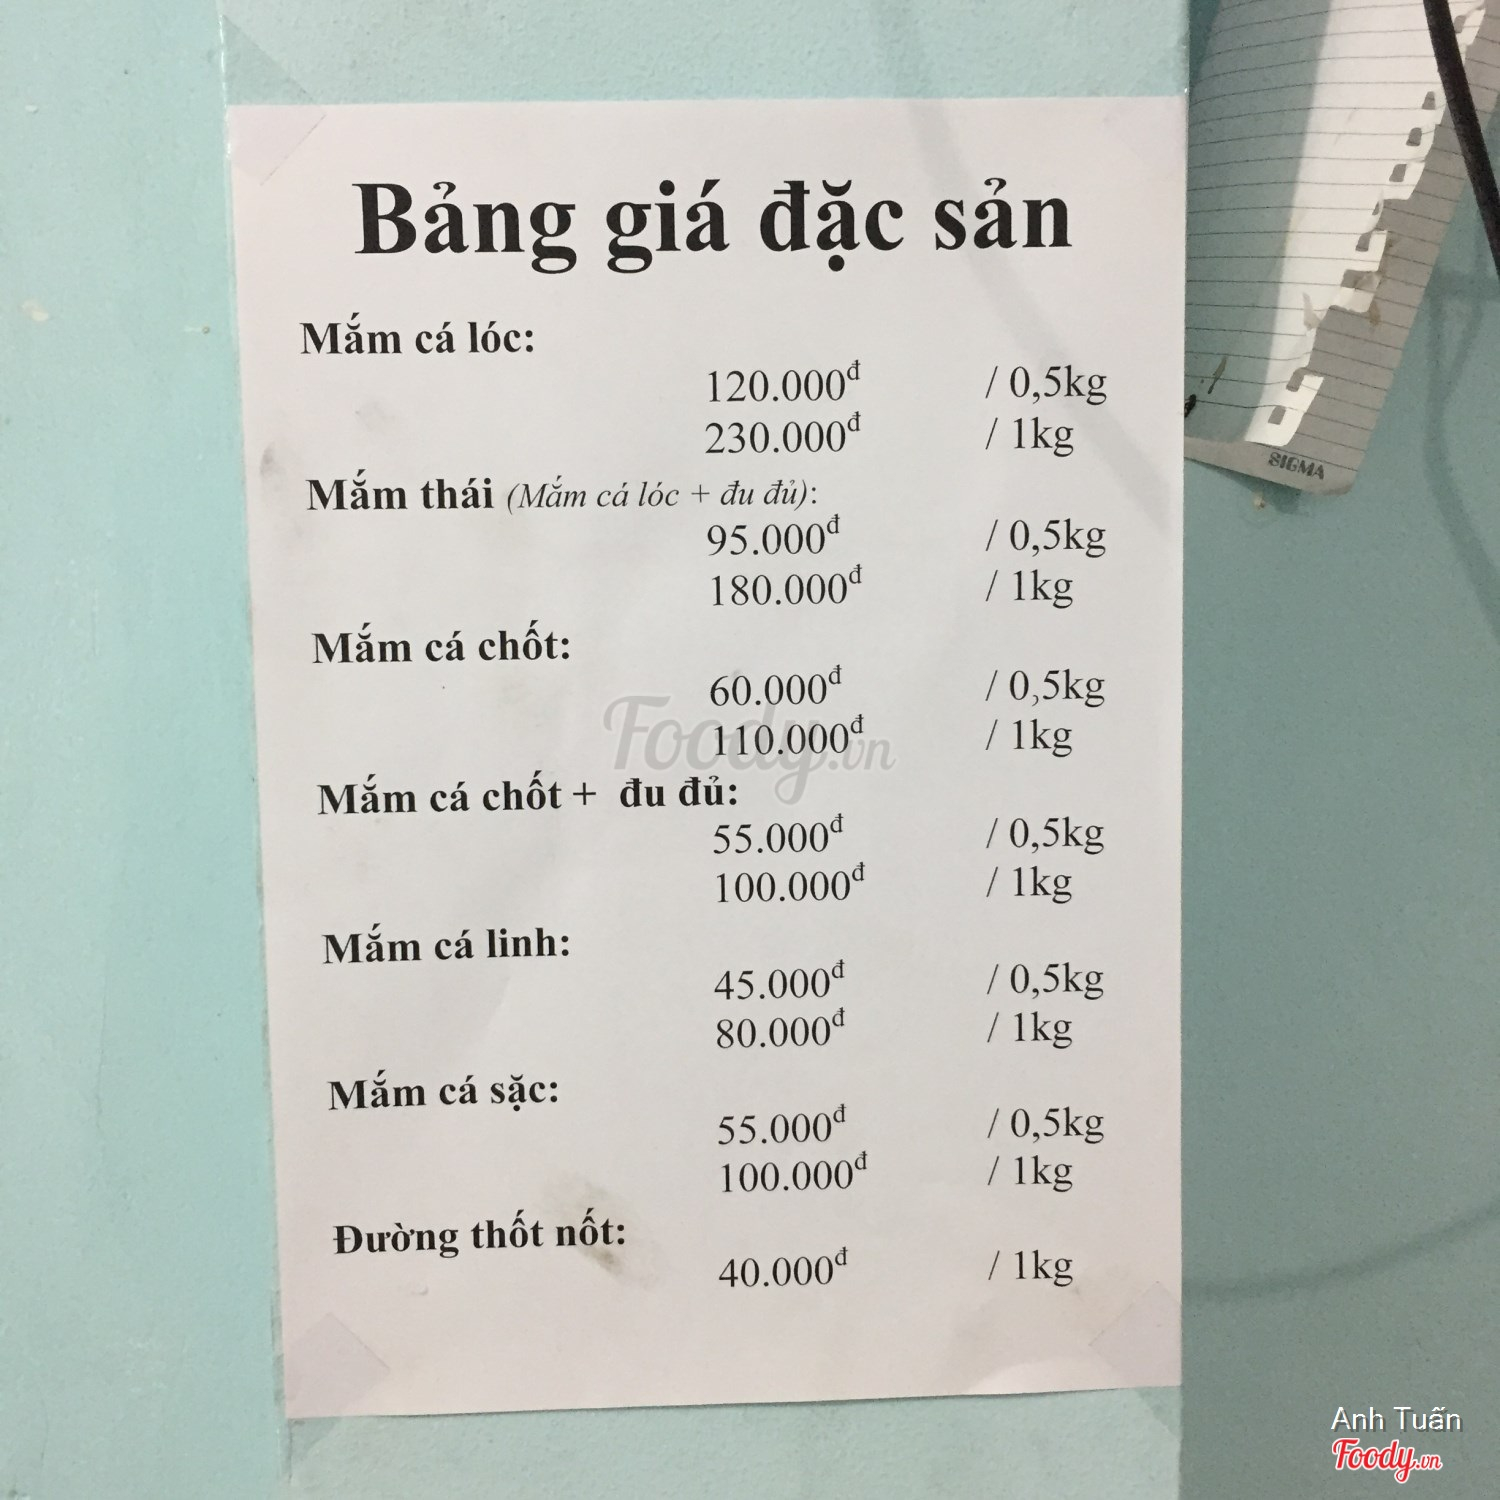 Bảng giá đặc sản
Mắm cá lóc:
120.000đ / 0,5kg
230.000đ / 1kg
Mắm thái (Mắm cá lóc + đu đủ):
95.000đ / 0,5kg
180.000đ / 1kg
Mắm cá chốt:
60.000đ / 0,5kg
110.000đ / 1kg
Mắm cá chốt + đu đủ:
55.000đ / 0,5kg
100.000đ / 1kg
Mắm cá linh:
45.000đ / 0,5kg
80.000đ / 1kg
Mắm cá sặc:
55.000đ / 0,5kg
100.000đ / 1kg
Đường thốt nốt:
40.000đ / 1kg
SIGMA
Foody.vn
Anh Tuấn
Foody.vn